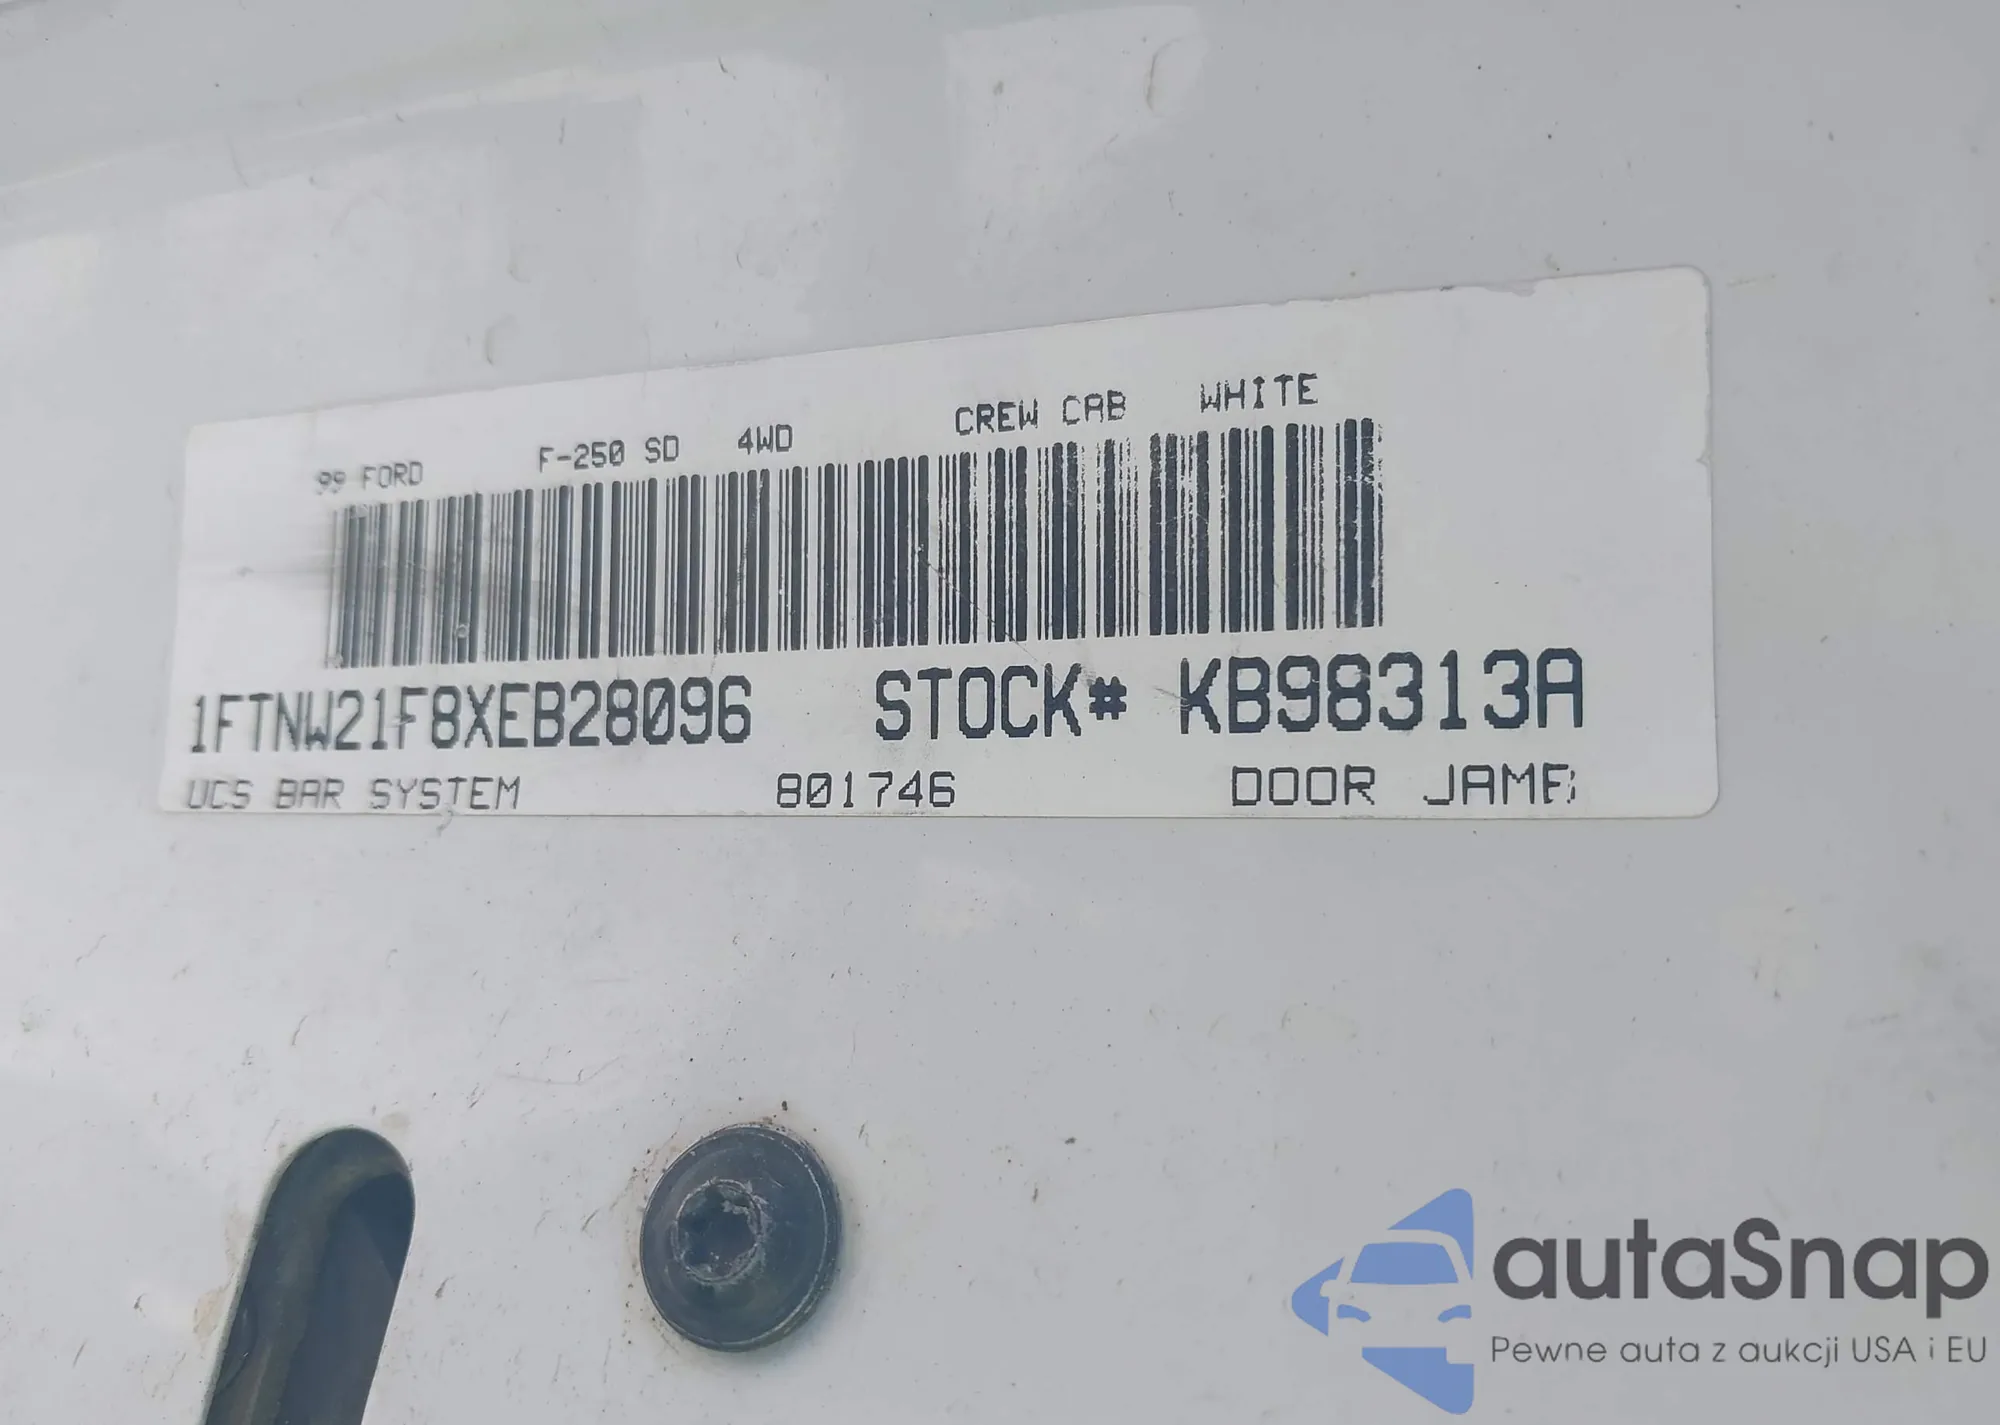 99 FORD F-250 SD 4WD CREW CAB WHITE
1FTNW21F8XEB28096 STOCK# KB98313A
UCS BAR SYSTEM 801746 DOOR JAMB
autaSnap
Pewne auta z aukcji USA i EU